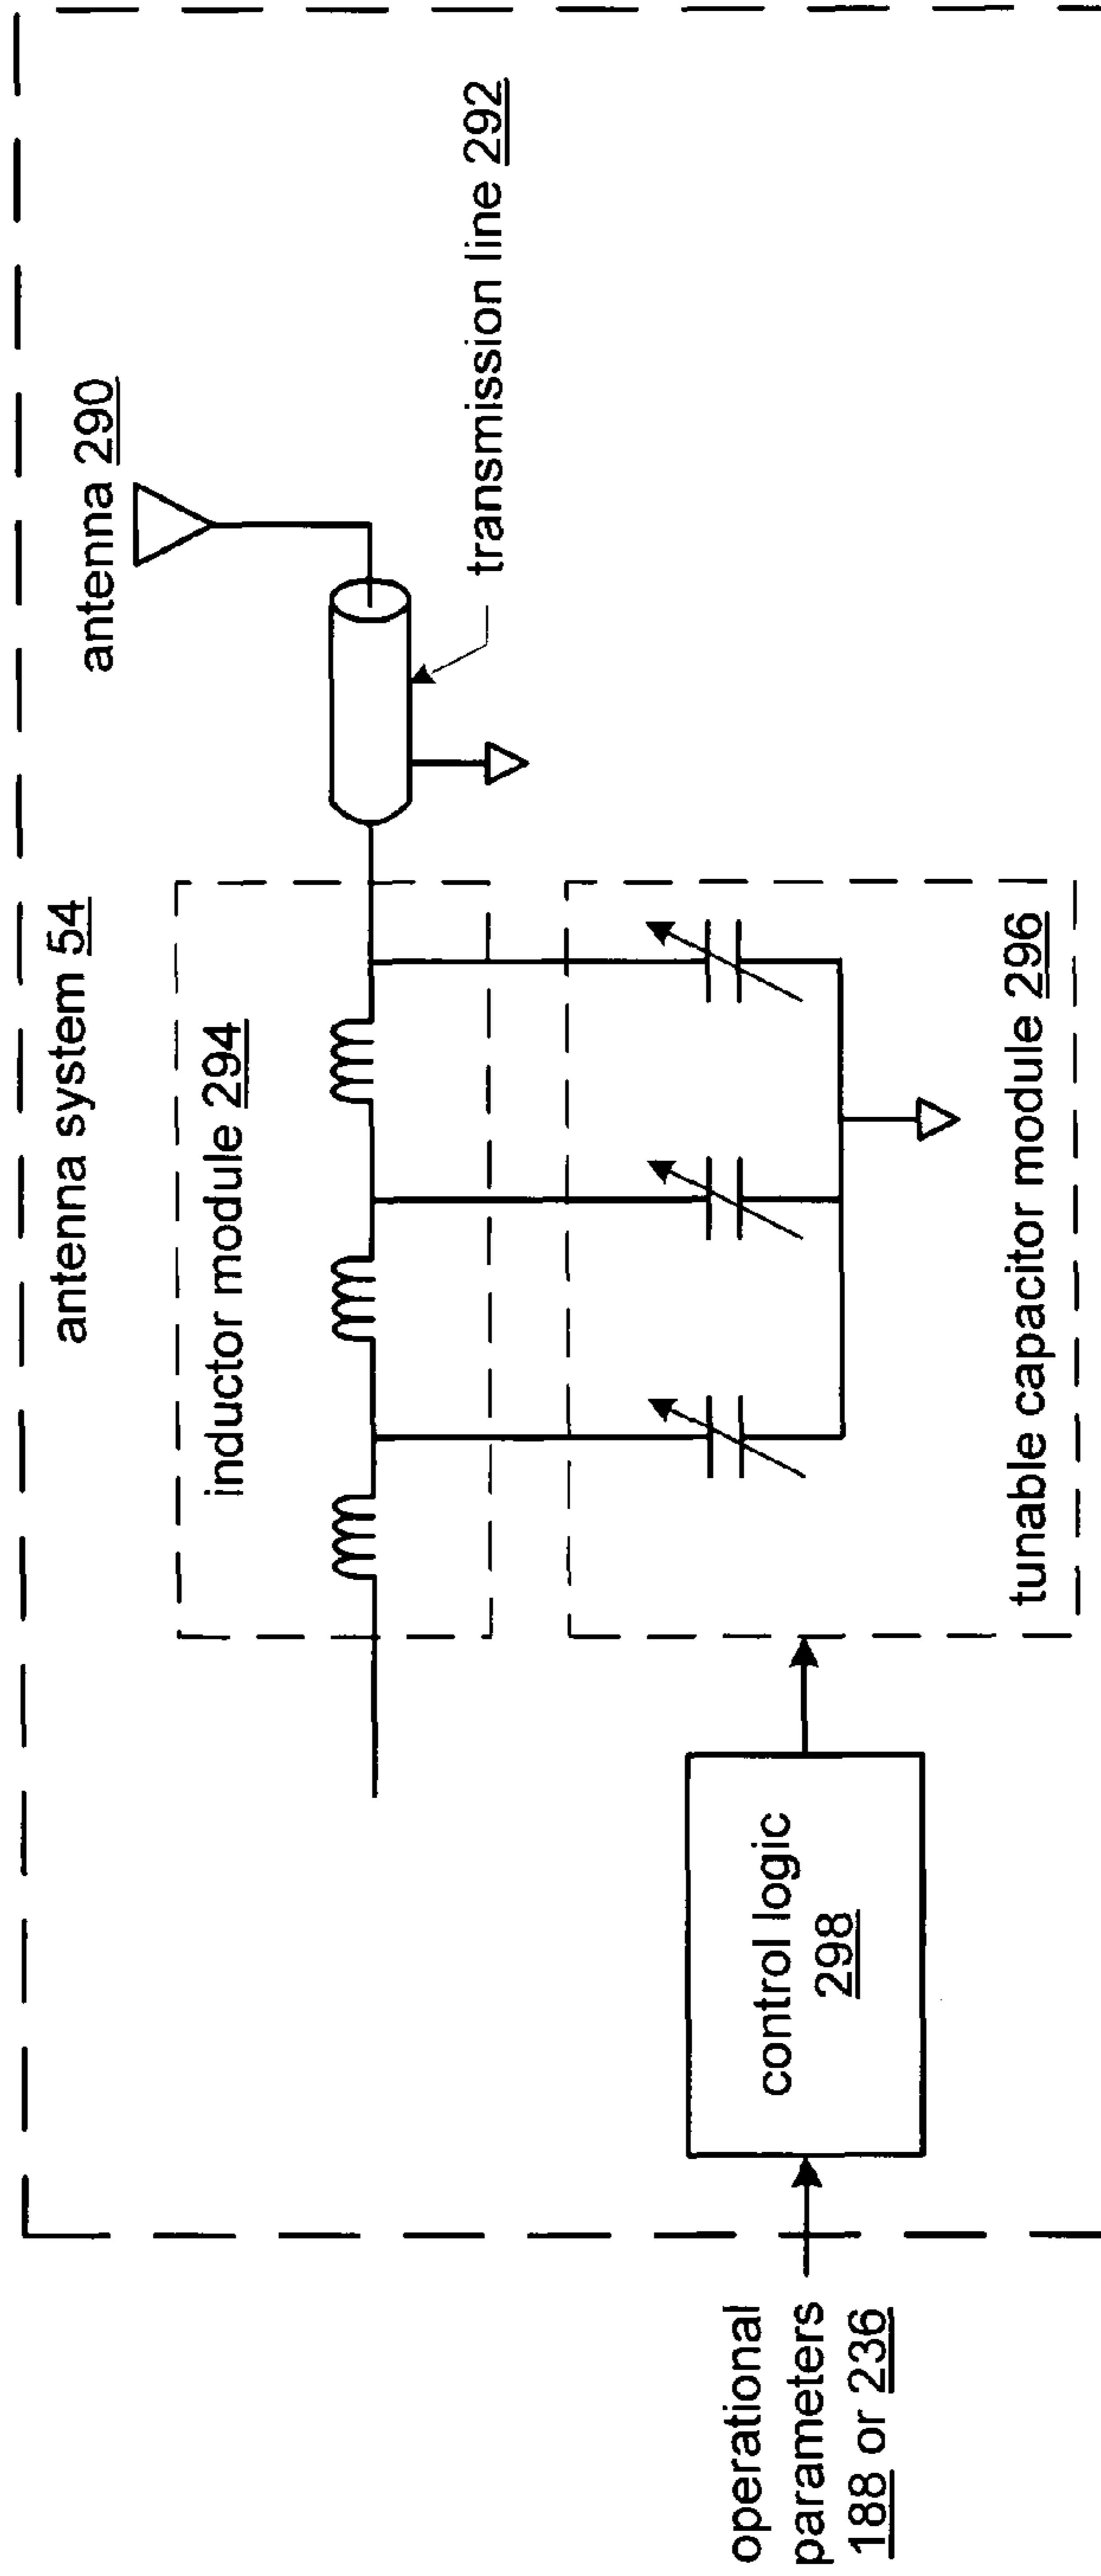 antenna system 54
antenna 290
inductor module 294
transmission line 292
tunable capacitor module 296
control logic
298
operational
parameters
188 or 236